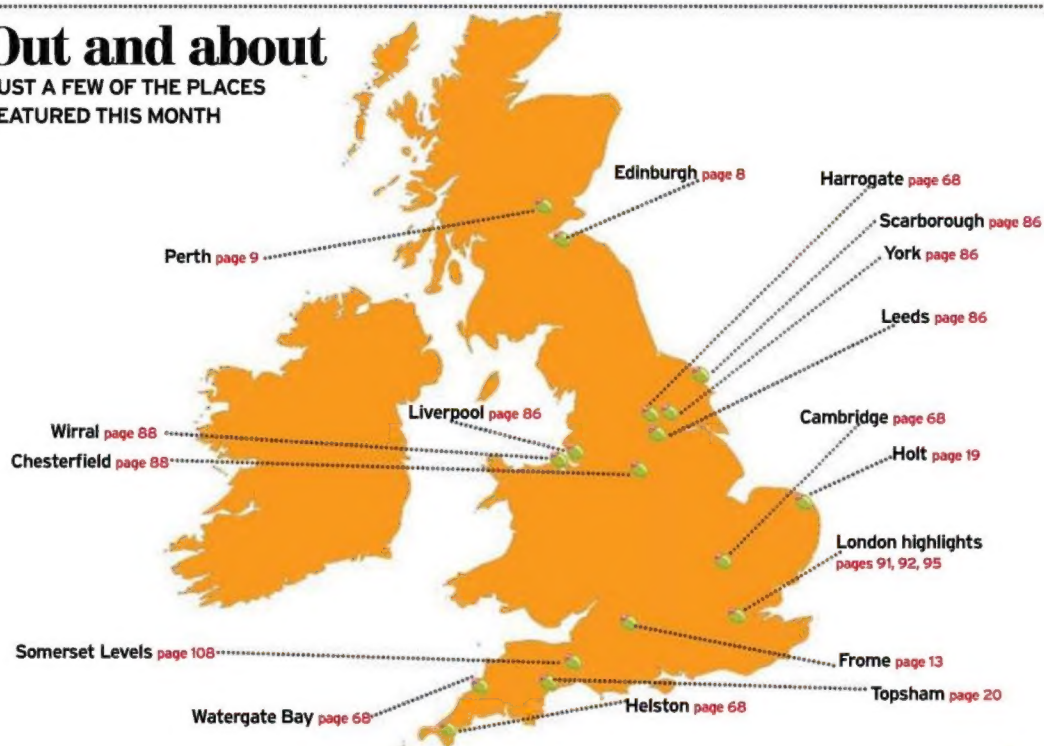 Out and about
JUST A FEW OF THE PLACES
FEATURED THIS MONTH
Edinburgh page 8
Harrogate page 68
Scarborough page 86
York page 86
Perth page 9
Leeds page 86
Liverpool page 86
Cambridge page 68
Wirral page 88
Chesterfield page 88
Holt page 19
London highlights
pages 91, 92, 95
Somerset Levels page 108
Frome page 13
Topsham page 20
Watergate Bay page 68
Helston page 68